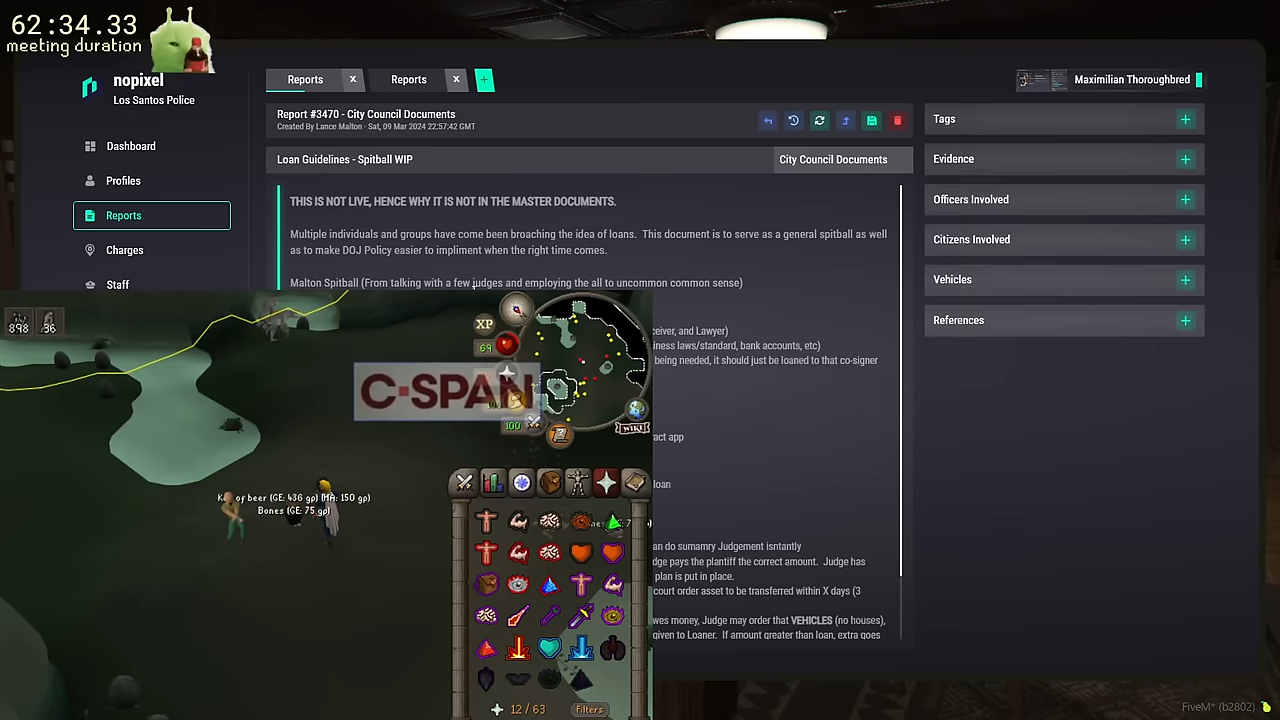 62:34.33
meeting duration
nopixel
Los Santos Police
Dashboard
Profiles
Reports
Charges
Staff
Reports x
Reports x
+
Maximilian Thoroughbred
Report #3470 - City Council Documents
Created By Lance Malton · Sat, 09 Mar 2024 22:57:42 GMT
Loan Guidelines - Spitball WIP
City Council Documents
THIS IS NOT LIVE, HENCE WHY IT IS NOT IN THE MASTER DOCUMENTS.
Multiple individuals and groups have come been broaching the idea of loans. This document is to serve as a general spitball as well
as to make DOJ Policy easier to impliment when the right time comes.
Malton Spitball (From talking with a few judges and employing the all to uncommon common sense)
ceiver, and Lawyer)
iness laws/standard, bank accounts, etc)
being needed, it should just be loaned to that co-signer
act app
loan
an do sumamry Judgement isntantly
dge pays the plantiff the correct amount. Judge has
plan is put in place.
court order asset to be transferred within X days (3
wes money, Judge may order that VEHICLES (no houses),
given to Loaner. If amount greater than loan, extra goes
Tags +
Evidence +
Officers Involved +
Citizens Involved +
Vehicles +
References +
898
36
XP
69
100
WIKI
C·SPAN
of beer (GE: 436 gp) (HA: 150 gp)
Bones (GE: 75 gp)
12 / 63
Filters
FiveM* (b2802)